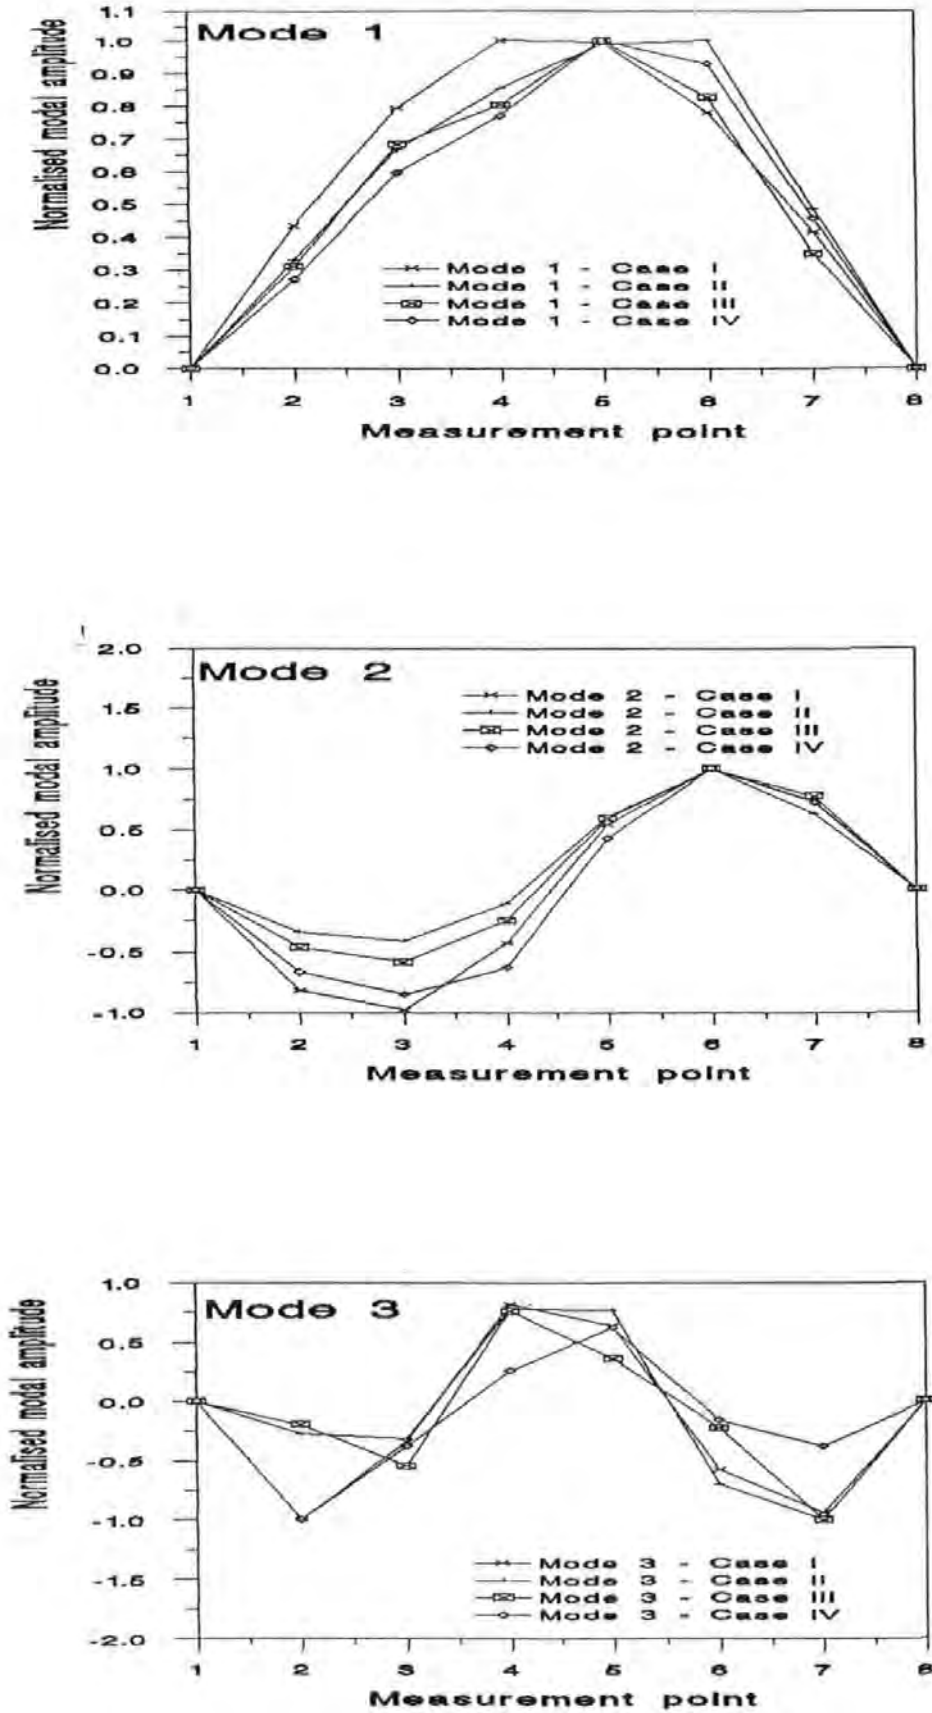 Mode 1
Normalised modal amplitude
1.1
1.0
0.9
0.8
0.7
0.6
0.5
0.4
0.3
0.2
0.1
0.0
Mode 1 - Case I
Mode 1 - Case II
Mode 1 - Case III
Mode 1 - Case IV
1 2 3 4 5 6 7 8
Measurement point
Mode 2
Normalised modal amplitude
2.0
1.5
1.0
0.5
0.0
-0.5
-1.0
Mode 2 - Case I
Mode 2 - Case II
Mode 2 - Case III
Mode 2 - Case IV
1 2 3 4 5 6 7 8
Measurement point
Mode 3
Normalised modal amplitude
1.0
0.5
0.0
-0.5
-1.0
-1.5
-2.0
Mode 3 - Case I
Mode 3 - Case II
Mode 3 - Case III
Mode 3 - Case IV
1 2 3 4 5 6 7 8
Measurement point